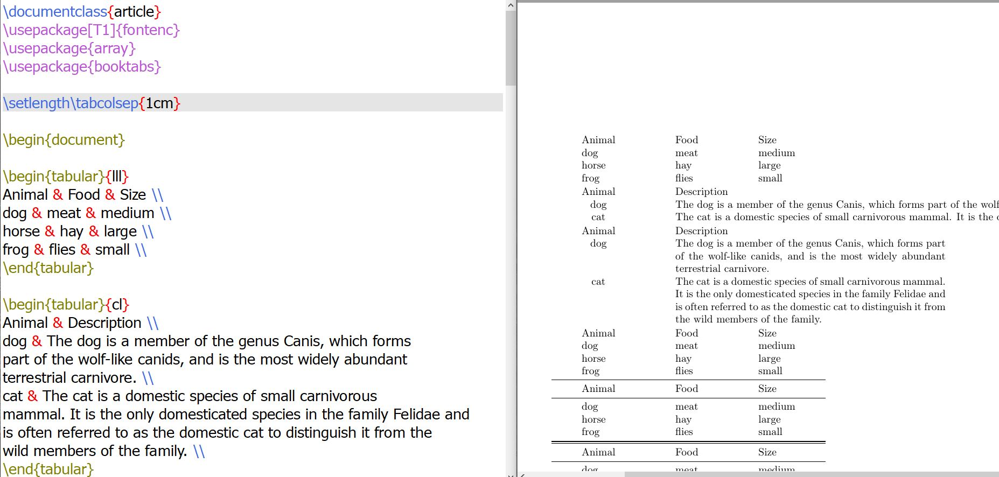 \documentclass{article}
\usepackage[T1]{fontenc}
\usepackage{array}
\usepackage{booktabs}
\setlength\tabcolsep{1cm}
\begin{document}
\begin{tabular}{lll}
Animal & Food & Size \\
dog & meat & medium \\
horse & hay & large \\
frog & flies & small \\
\end{tabular}
\begin{tabular}{cl}
Animal & Description \\
dog & The dog is a member of the genus Canis, which forms
part of the wolf-like canids, and is the most widely abundant
terrestrial carnivore. \\
cat & The cat is a domestic species of small carnivorous
mammal. It is the only domesticated species in the family Felidae and
is often referred to as the domestic cat to distinguish it from the
wild members of the family. \\
\end{tabular}
Animal Food Size
dog meat medium
horse hay large
frog flies small
Animal Description
dog The dog is a member of the genus Canis, which forms part of the wolf
cat The cat is a domestic species of small carnivorous mammal. It is the
Animal Description
dog The dog is a member of the genus Canis, which forms part
of the wolf-like canids, and is the most widely abundant
terrestrial carnivore.
cat The cat is a domestic species of small carnivorous mammal.
It is the only domesticated species in the family Felidae and
is often referred to as the domestic cat to distinguish it from
the wild members of the family.
Animal Food Size
dog meat medium
horse hay large
frog flies small
Animal Food Size
dog meat medium
horse hay large
frog flies small
Animal Food Size
dog meat medium